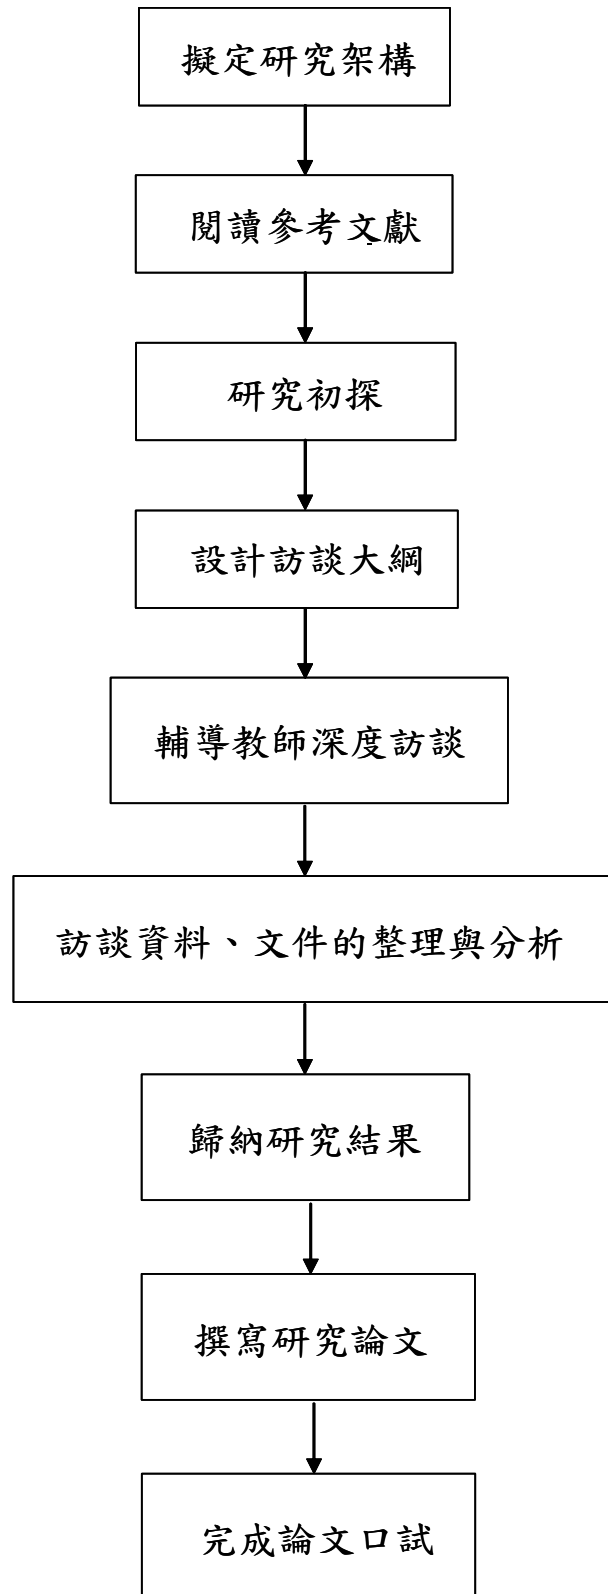 擬定研究架構
閱讀參考文獻
研究初探
設計訪談大綱
輔導教師深度訪談
訪談資料、文件的整理與分析
歸納研究結果
撰寫研究論文
完成論文口試